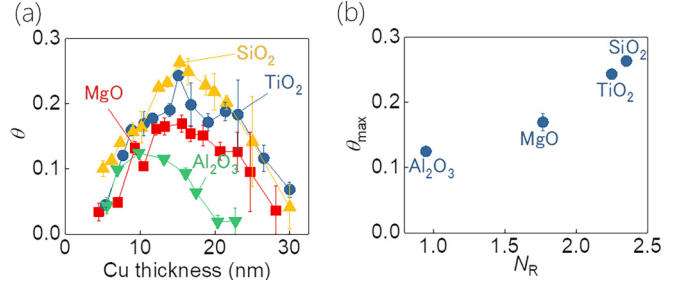 (a)
0.3
0.2
0.1
0.0
θ
SiO₂
TiO₂
MgO
Al₂O₃
0
10
20
30
Cu thickness (nm)
(b)
0.3
0.2
0.1
0.0
θmax
SiO₂
TiO₂
MgO
Al₂O₃
1.0
1.5
2.0
2.5
NR